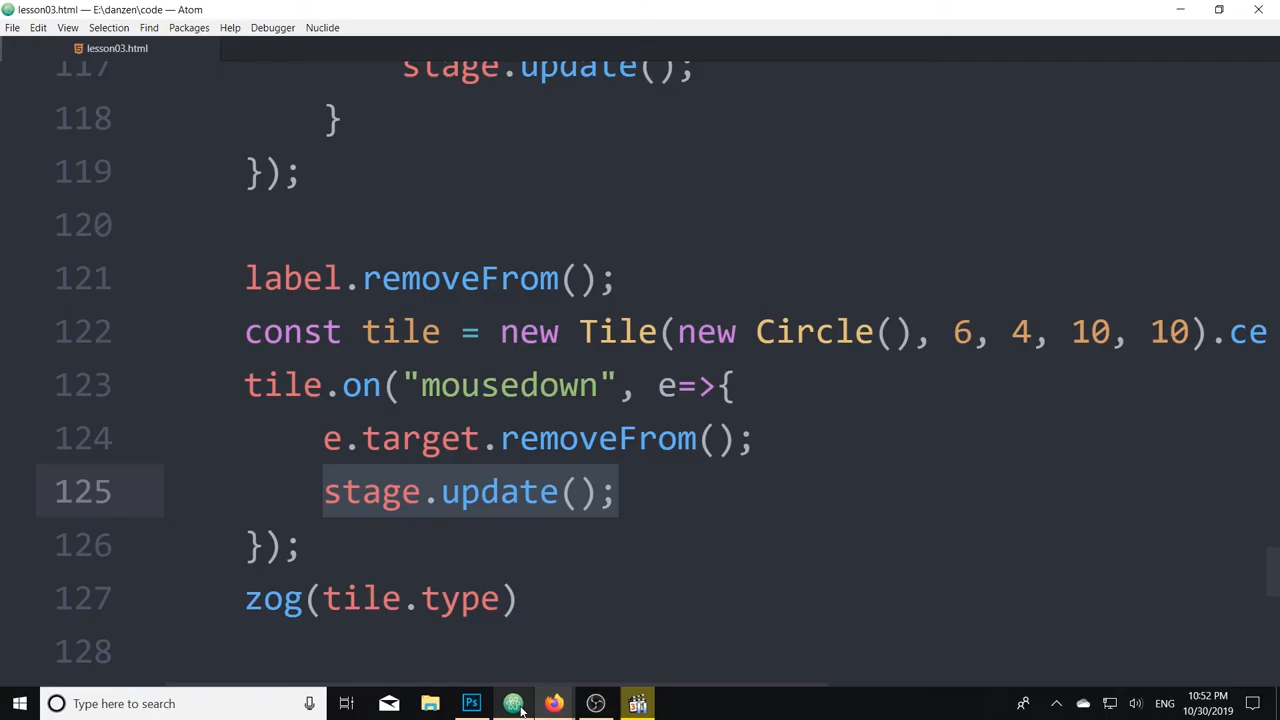 lesson03.html — E:\danzen\code — Atom
File Edit View Selection Find Packages Help Debugger Nuclide
lesson03.html
117 stage.update();
118 }
119 });
120
121 label.removeFrom();
122 const tile = new Tile(new Circle(), 6, 4, 10, 10).ce
123 tile.on("mousedown", e=>{
124 e.target.removeFrom();
125 stage.update();
126 });
127 zog(tile.type)
128
Type here to search
Ps
ENG
10:52 PM
10/30/2019